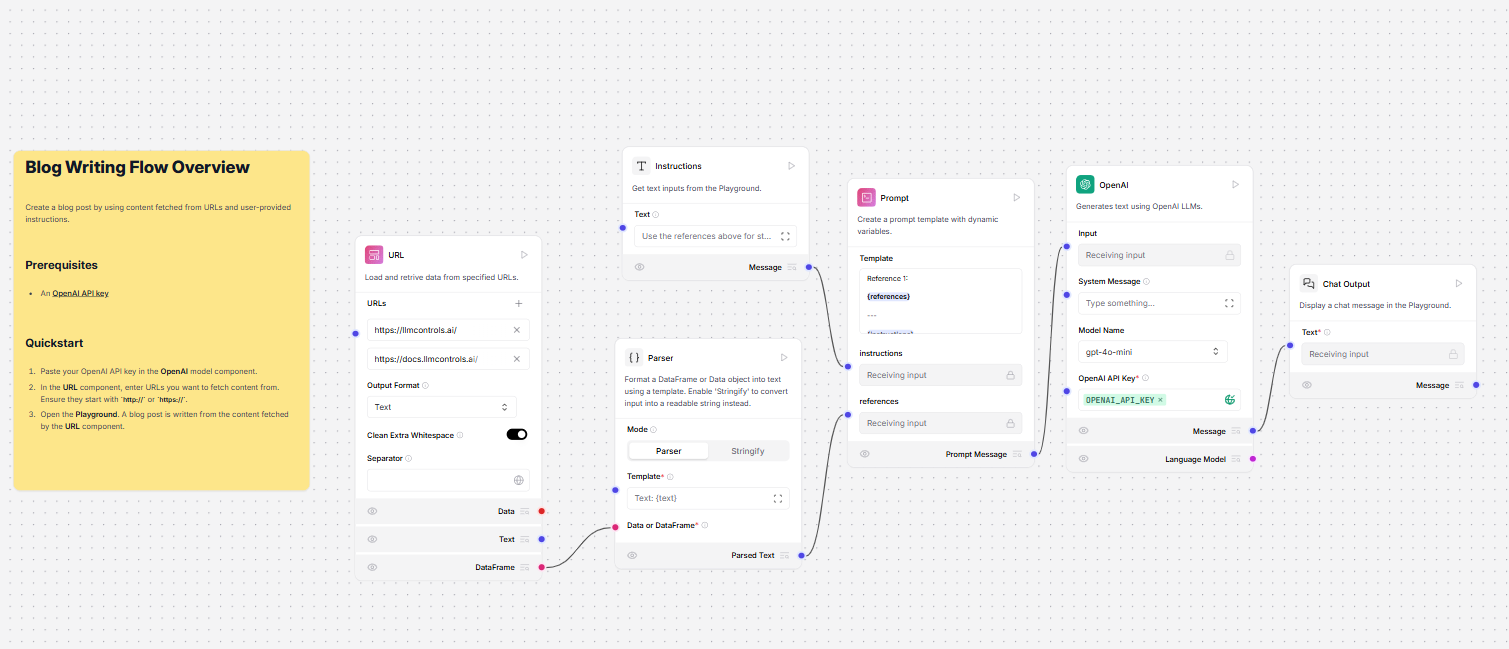 Blog Writing Flow Overview
Create a blog post by using content fetched from URLs and user-provided
instructions.
Prerequisites
• An OpenAI API key
Quickstart
1. Paste your OpenAI API key in the OpenAI model component.
2. In the URL component, enter URLs you want to fetch content from.
Ensure they start with `http://` or `https://`.
3. Open the Playground. A blog post is written from the content fetched
by the URL component.
URL
Load and retrive data from specified URLs.
URLs
https://llmcontrols.ai/
https://docs.llmcontrols.ai/
Output Format
Text
Clean Extra Whitespace
Separator
Data
Text
DataFrame
Instructions
Get text inputs from the Playground.
Text
Use the references above for st...
Message
Parser
Format a DataFrame or Data object into text
using a template. Enable 'Stringify' to convert
input into a readable string instead.
Mode
Parser Stringify
Template*
Text: {text}
Data or DataFrame*
Parsed Text
Prompt
Create a prompt template with dynamic
variables.
Template
Reference 1:
{references}
---
{instructions}
instructions
Receiving input
references
Receiving input
Prompt Message
OpenAI
Generates text using OpenAI LLMs.
Input
Receiving input
System Message
Type something...
Model Name
gpt-4o-mini
OpenAI API Key*
OPENAI_API_KEY ×
Message
Language Model
Chat Output
Display a chat message in the Playground.
Text*
Receiving input
Message